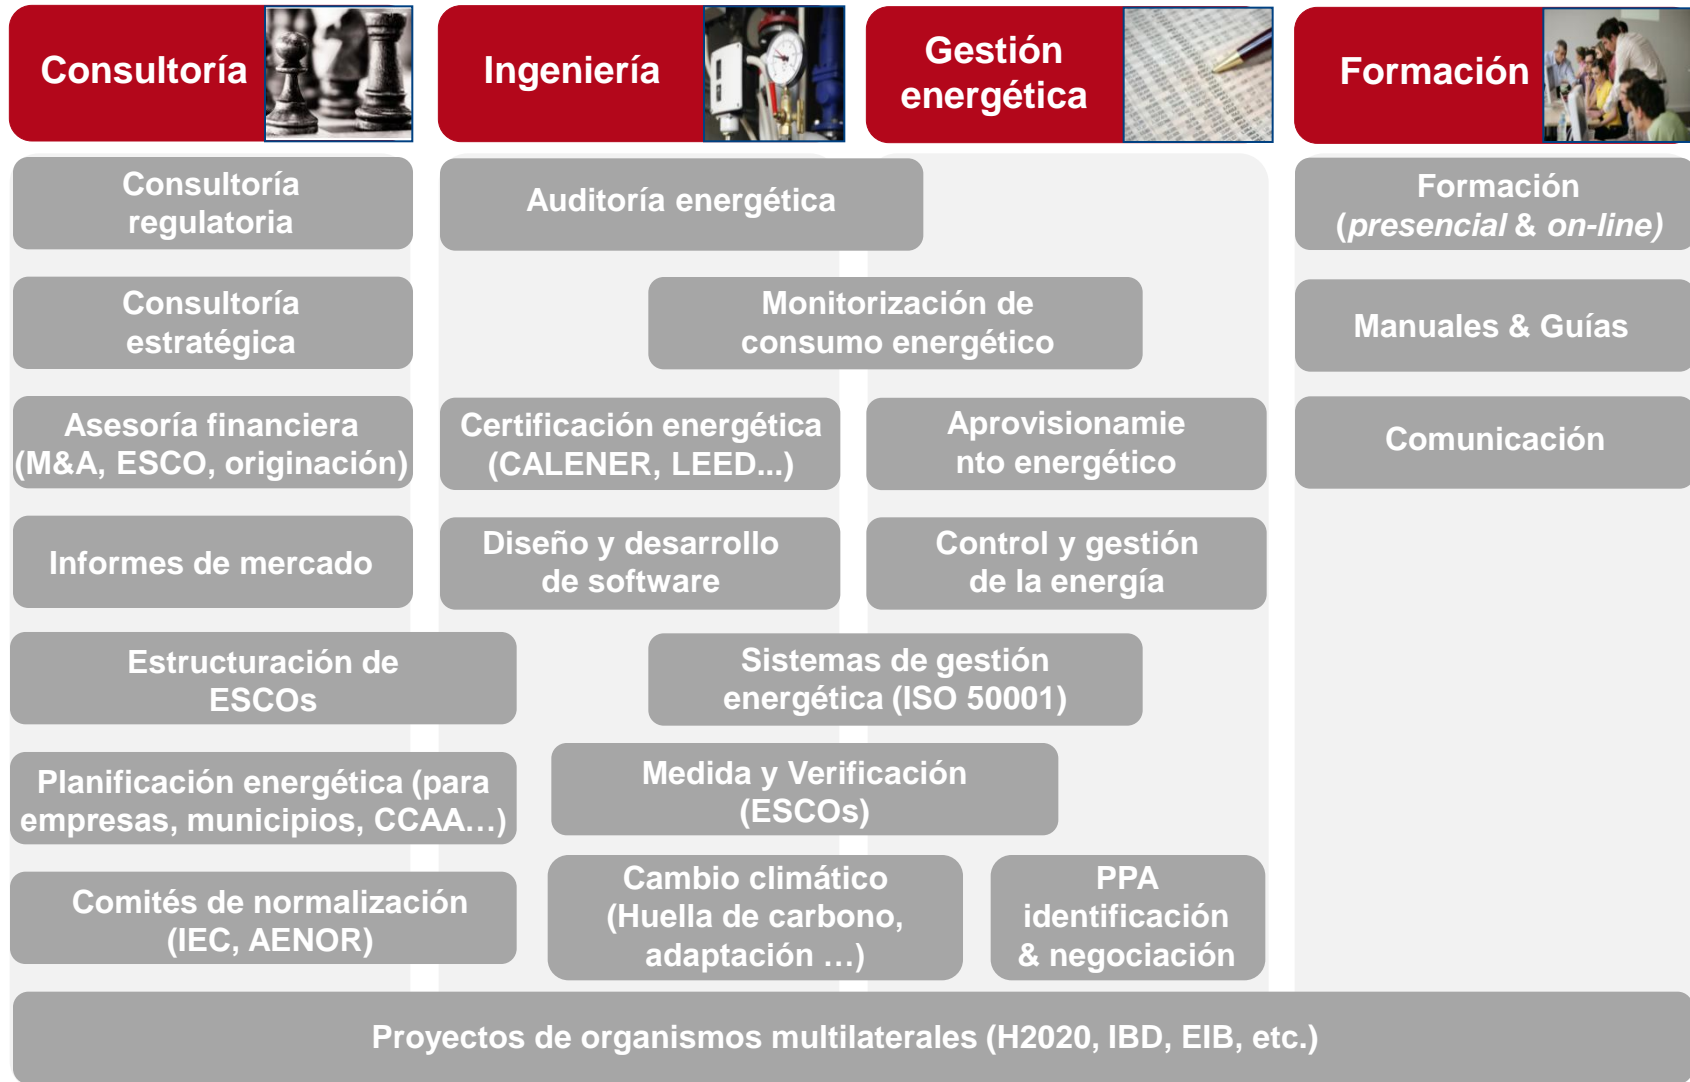 Consultoría
Ingeniería
Gestión
energética
Formación
Consultoría
regulatoria
Auditoría energética
Formación
(presencial & on-line)
Consultoría
estratégica
Monitorización de
consumo energético
Manuales & Guías
Asesoría financiera
(M&A, ESCO, originación)
Certificación energética
(CALENER, LEED...)
Aprovisionamie
nto energético
Comunicación
Informes de mercado
Diseño y desarrollo
de software
Control y gestión
de la energía
Estructuración de
ESCOs
Sistemas de gestión
energética (ISO 50001)
Planificación energética (para
empresas, municipios, CCAA…)
Medida y Verificación
(ESCOs)
Comités de normalización
(IEC, AENOR)
Cambio climático
(Huella de carbono,
adaptación …)
PPA
identificación
& negociación
Proyectos de organismos multilaterales (H2020, IBD, EIB, etc.)